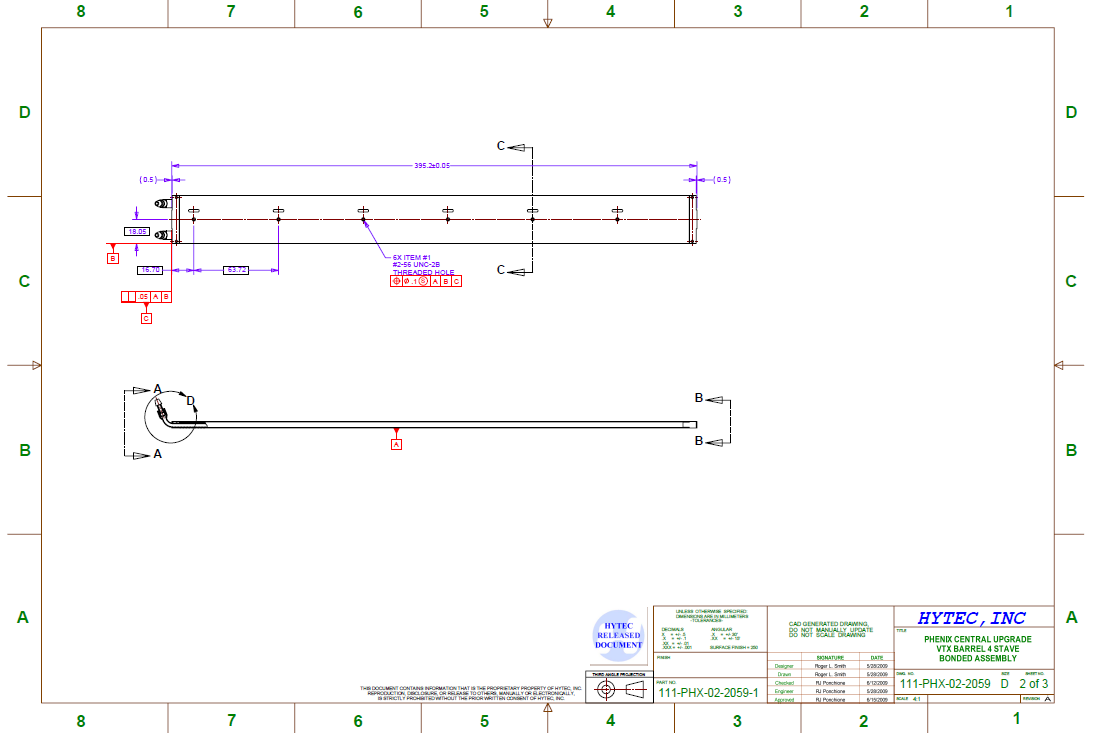 8 7 6 5 4 3 2 1
D D
C
395.2±0.05
(0.5) (0.5)
18.05
B
16.70 63.72
6X ITEM #1
#2-56 UNC-2B
THREADED HOLE
.1 S A B C
C
C C
.05 A B
C
A D
B
B B
A
A B
A A
HYTEC
RELEASED
DOCUMENT
THIS DOCUMENT CONTAINS INFORMATION THAT IS THE PROPRIETARY PROPERTY OF HYTEC, INC.
REPRODUCTION, DISCLOSURE, OR RELEASE TO OTHERS, MANUALLY OR ELECTRONICALLY,
IS STRICTLY PROHIBITED WITHOUT THE PRIOR WRITTEN CONSENT OF HYTEC, INC.
THIRD ANGLE PROJECTION
UNLESS OTHERWISE SPECIFIED
DIMENSIONS ARE IN MILLIMETERS
-TOLERANCES-
DECIMALS ANGULAR
SURFACE FINISH = 250
FINISH
PART NO.
111-PHX-02-2059-1
CAD GENERATED DRAWING,
DO NOT MANUALLY UPDATE
DO NOT SCALE DRAWING
SIGNATURE DATE
Designer Roger L. Smith 5/28/2009
Drawn Roger L. Smith 5/28/2009
Checked RJ Ponchione 6/12/2009
Engineer RJ Ponchione 5/28/2009
Approved RJ Ponchione
HYTEC, INC
TITLE
PHENIX CENTRAL UPGRADE
VTX BARREL 4 STAVE
BONDED ASSEMBLY
DWG. NO. SIZE SHEET NO.
111-PHX-02-2059 D 2 of 3
SCALE 4:1 REVISION A
8 7 6 5 4 3 2 1